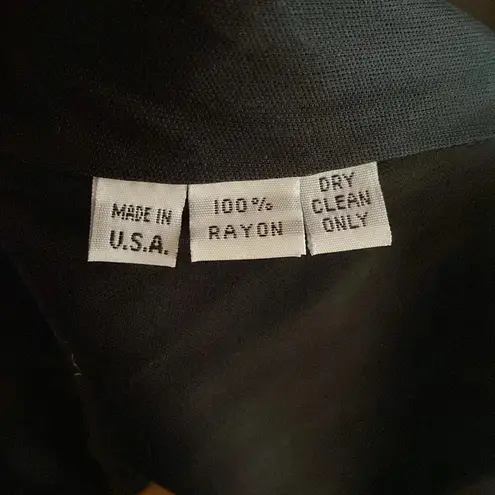 MADE IN
U.S.A.
100%
RAYON
DRY
CLEAN
ONLY